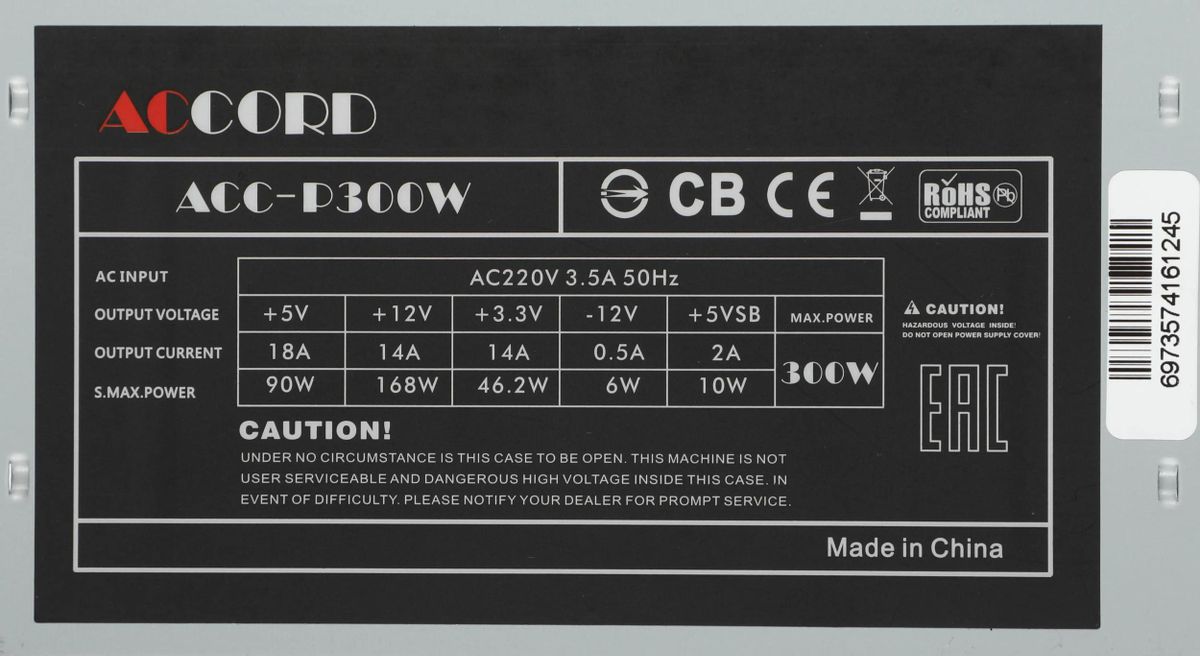 ACCORD
ACC-P300W
CB CE RoHS Pb
COMPLIANT
AC INPUT AC220V 3.5A 50Hz
OUTPUT VOLTAGE +5V +12V +3.3V -12V +5VSB MAX.POWER
OUTPUT CURRENT 18A 14A 14A 0.5A 2A 300W
S.MAX.POWER 90W 168W 46.2W 6W 10W
CAUTION!
HAZARDOUS VOLTAGE INSIDE!
DO NOT OPEN POWER SUPPLY COVER!
EAC
CAUTION!
UNDER NO CIRCUMSTANCE IS THIS CASE TO BE OPEN. THIS MACHINE IS NOT
USER SERVICEABLE AND DANGEROUS HIGH VOLTAGE INSIDE THIS CASE. IN
EVENT OF DIFFICULTY. PLEASE NOTIFY YOUR DEALER FOR PROMPT SERVICE.
Made in China
6973574161245